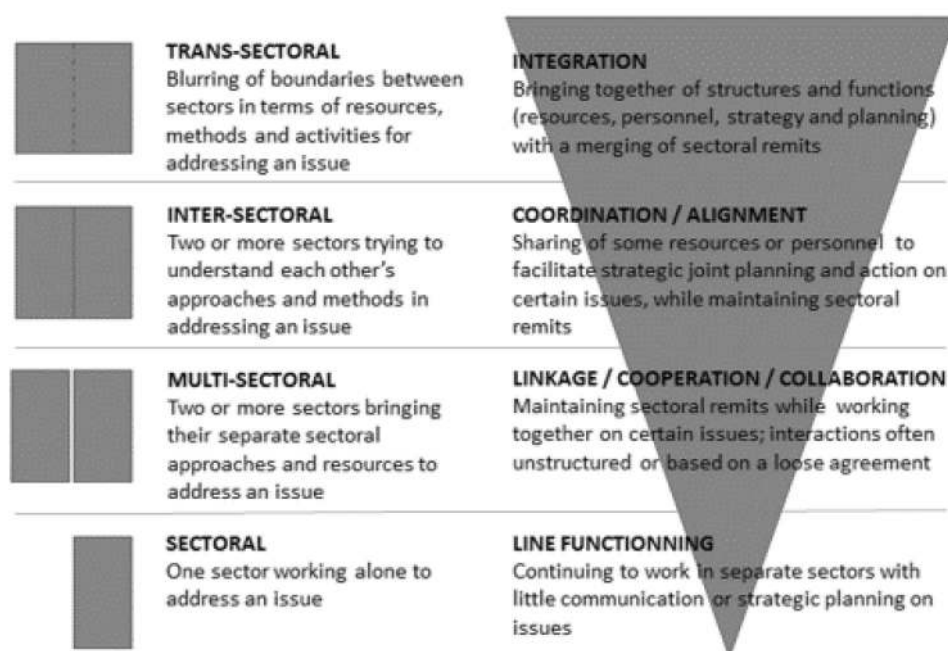 TRANS-SECTORAL
Blurring of boundaries between
sectors in terms of resources,
methods and activities for
addressing an issue
INTEGRATION
Bringing together of structures and functions
(resources, personnel, strategy and planning)
with a merging of sectoral remits
INTER-SECTORAL
Two or more sectors trying to
understand each other's
approaches and methods in
addressing an issue
COORDINATION / ALIGNMENT
Sharing of some resources or personnel to
facilitate strategic joint planning and action on
certain issues, while maintaining sectoral
remits
MULTI-SECTORAL
Two or more sectors bringing
their separate sectoral
approaches and resources to
address an issue
LINKAGE / COOPERATION / COLLABORATION
Maintaining sectoral remits while working
together on certain issues; interactions often
unstructured or based on a loose agreement
SECTORAL
One sector working alone to
address an issue
LINE FUNCTIONNING
Continuing to work in separate sectors with
little communication or strategic planning on
issues